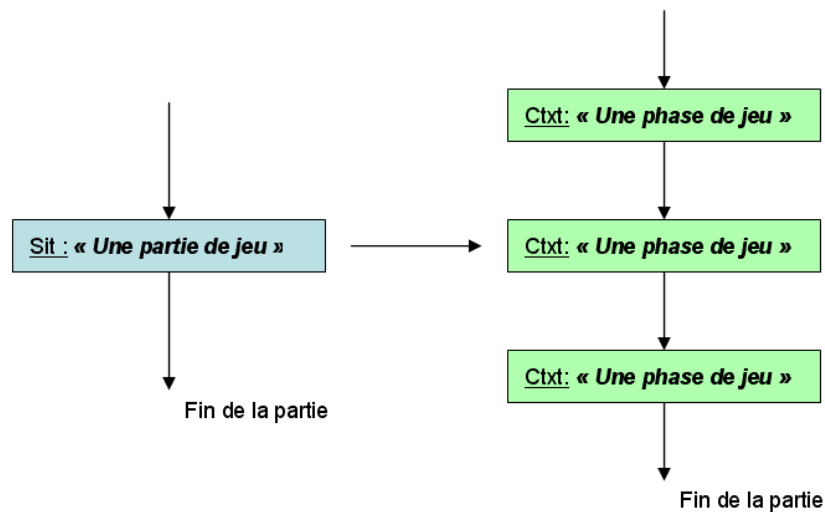 Sit : « Une partie de jeu »
Fin de la partie
Ctxt: « Une phase de jeu »
Ctxt: « Une phase de jeu »
Ctxt: « Une phase de jeu »
Fin de la partie